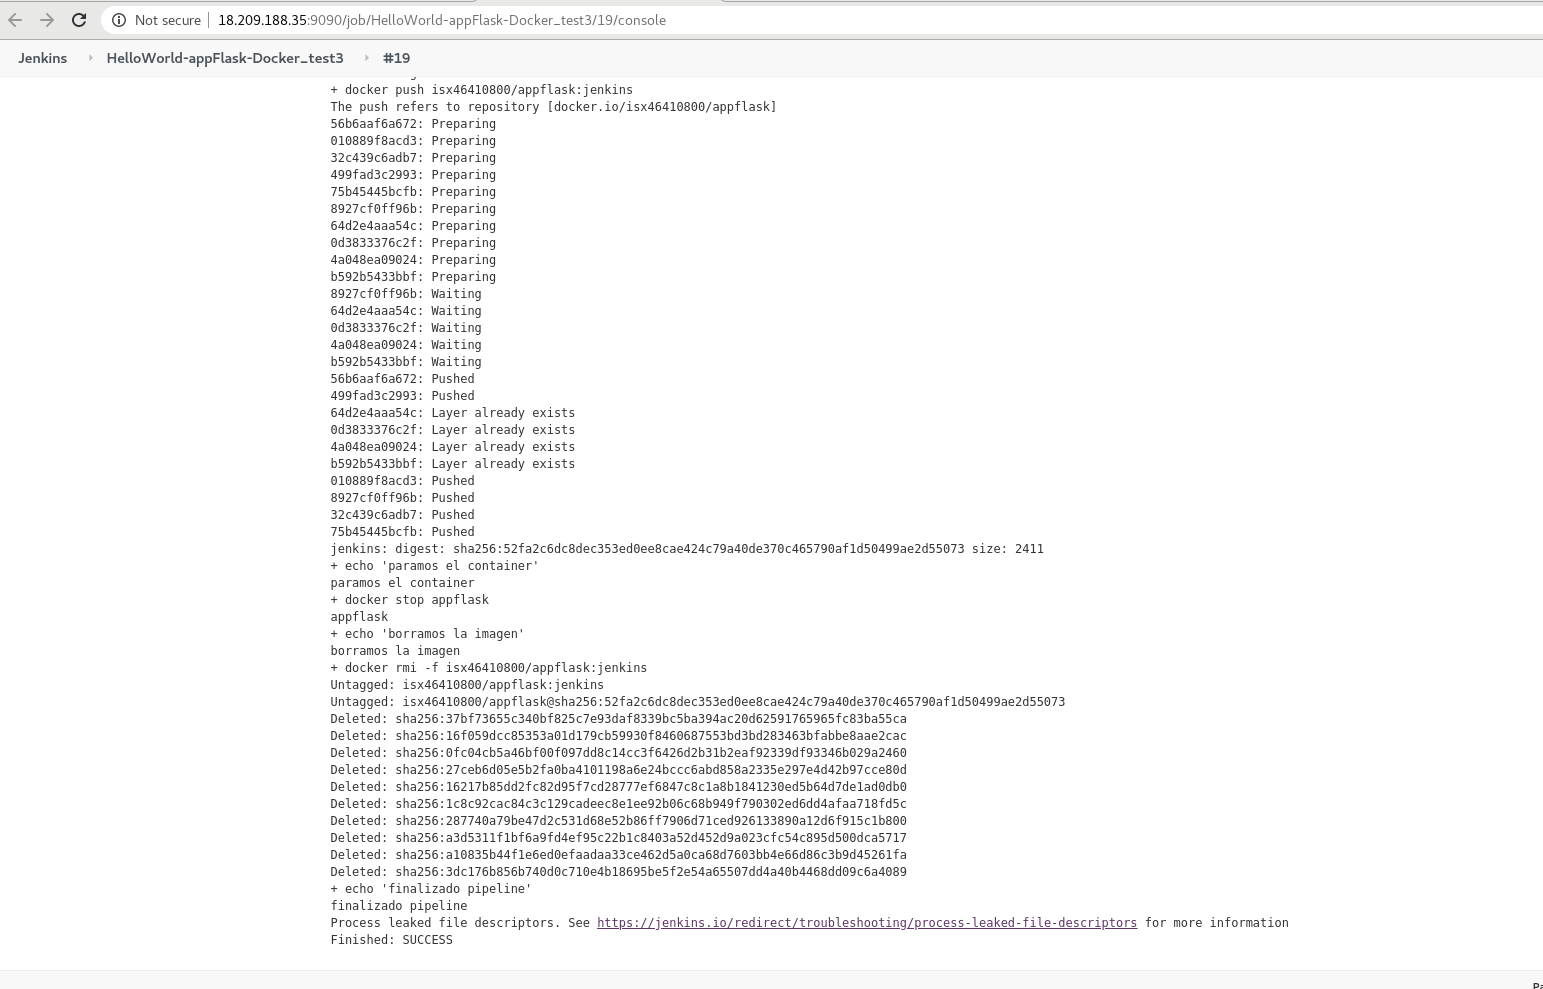 Not secure | 18.209.188.35:9090/job/HelloWorld-appFlask-Docker_test3/19/console
Jenkins HelloWorld-appFlask-Docker_test3 #19
+ docker push isx46410800/appflask:jenkins
The push refers to repository [docker.io/isx46410800/appflask]
56b6aaf6a672: Preparing
010889f8acd3: Preparing
32c439c6adb7: Preparing
499fad3c2993: Preparing
75b45445bcfb: Preparing
8927cf0ff96b: Preparing
64d2e4aaa54c: Preparing
0d3833376c2f: Preparing
4a048ea09024: Preparing
b592b5433bbf: Preparing
8927cf0ff96b: Waiting
64d2e4aaa54c: Waiting
0d3833376c2f: Waiting
4a048ea09024: Waiting
b592b5433bbf: Waiting
56b6aaf6a672: Pushed
499fad3c2993: Pushed
64d2e4aaa54c: Layer already exists
0d3833376c2f: Layer already exists
4a048ea09024: Layer already exists
b592b5433bbf: Layer already exists
010889f8acd3: Pushed
8927cf0ff96b: Pushed
32c439c6adb7: Pushed
75b45445bcfb: Pushed
jenkins: digest: sha256:52fa2c6dc8dec353ed0ee8cae424c79a40de370c465790af1d50499ae2d55073 size: 2411
+ echo 'paramos el container'
paramos el container
+ docker stop appflask
appflask
+ echo 'borramos la imagen'
borramos la imagen
+ docker rmi -f isx46410800/appflask:jenkins
Untagged: isx46410800/appflask:jenkins
Untagged: isx46410800/appflask@sha256:52fa2c6dc8dec353ed0ee8cae424c79a40de370c465790af1d50499ae2d55073
Deleted: sha256:37bf73655c340bf825c7e93daf8339bc5ba394ac20d62591765965fc83ba55ca
Deleted: sha256:16f059dcc85353a01d179cb59930f8460687553bd3bd283463bfabbe8aae2cac
Deleted: sha256:0fc04cb5a46bf00f097dd8c14cc3f6426d2b31b2eaf92339df93346b029a2460
Deleted: sha256:27ceb6d05e5b2fa0ba4101198a6e24bccc6abd858a2335e297e4d42b97cce80d
Deleted: sha256:16217b85dd2fc82d95f7cd28777ef6847c8c1a8b1841230ed5b64d7de1ad0db0
Deleted: sha256:1c8c92cac84c3c129cadeec8e1ee92b06c68b949f790302ed6dd4afaa718fd5c
Deleted: sha256:287740a79be47d2c531d68e52b86ff7906d71ced926133890a12d6f915c1b800
Deleted: sha256:a3d5311f1bf6a9fd4ef95c22b1c8403a52d452d9a023cfc54c895d500dca5717
Deleted: sha256:a10835b44f1e6ed0efaadaa33ce462d5a0ca68d7603bb4e66d86c3b9d45261fa
Deleted: sha256:3dc176b856b740d0c710e4b18695be5f2e54a65507dd4a40b4468dd09c6a4089
+ echo 'finalizado pipeline'
finalizado pipeline
Process leaked file descriptors. See https://jenkins.io/redirect/troubleshooting/process-leaked-file-descriptors for more information
Finished: SUCCESS